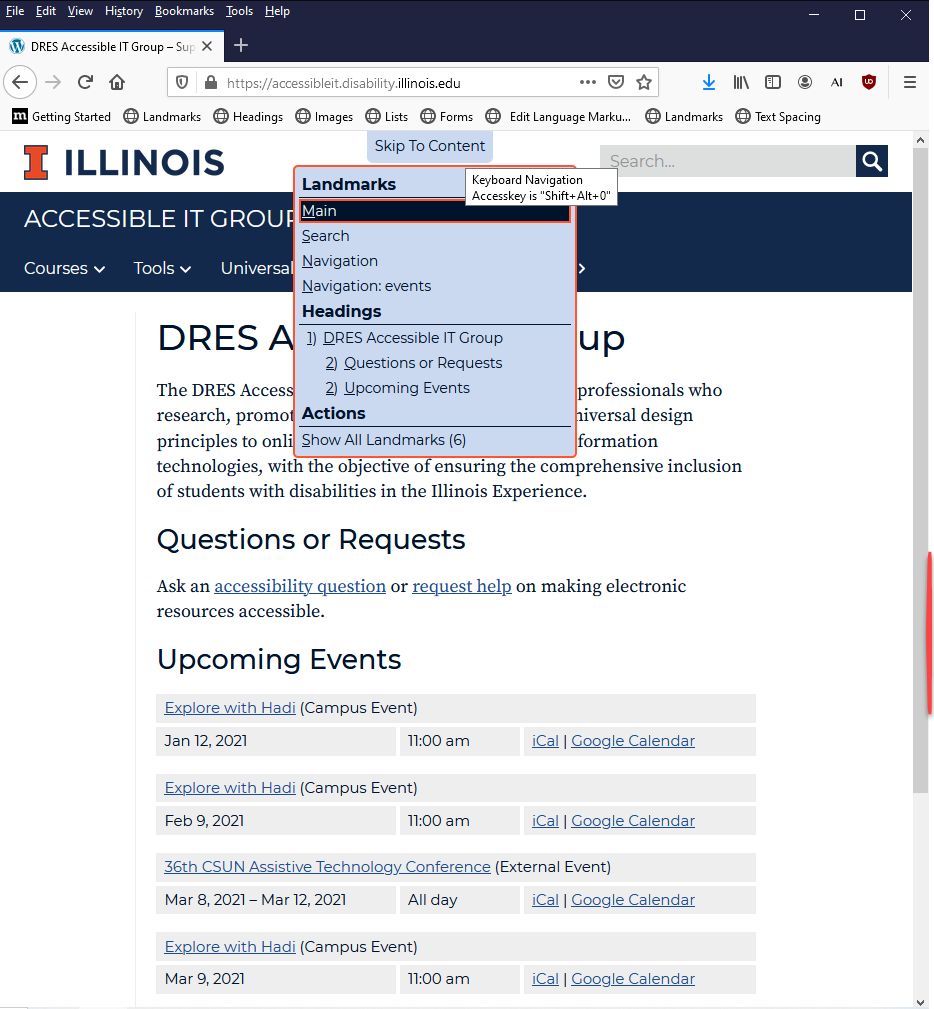 File Edit View History Bookmarks Tools Help
DRES Accessible IT Group – Sup
https://accessibleit.disability.illinois.edu
AI
UD
m Getting Started Landmarks Headings Images Lists Forms Edit Language Marku... Landmarks Text Spacing
Skip To Content
I ILLINOIS
Search...
Keyboard Navigation
Accesskey is "Shift+Alt+0"
Landmarks
Main
Search
Navigation
Navigation: events
Headings
1) DRES Accessible IT Group
2) Questions or Requests
2) Upcoming Events
Actions
Show All Landmarks (6)
ACCESSIBLE IT GROUP
Courses Tools Universal
DRES A up
The DRES Access professionals who
research, promot niversal design
principles to onli formation
technologies, with the objective of ensuring the comprehensive inclusion
of students with disabilities in the Illinois Experience.
Questions or Requests
Ask an accessibility question or request help on making electronic
resources accessible.
Upcoming Events
Explore with Hadi (Campus Event)
Jan 12, 2021 11:00 am iCal | Google Calendar
Explore with Hadi (Campus Event)
Feb 9, 2021 11:00 am iCal | Google Calendar
36th CSUN Assistive Technology Conference (External Event)
Mar 8, 2021 – Mar 12, 2021 All day iCal | Google Calendar
Explore with Hadi (Campus Event)
Mar 9, 2021 11:00 am iCal | Google Calendar